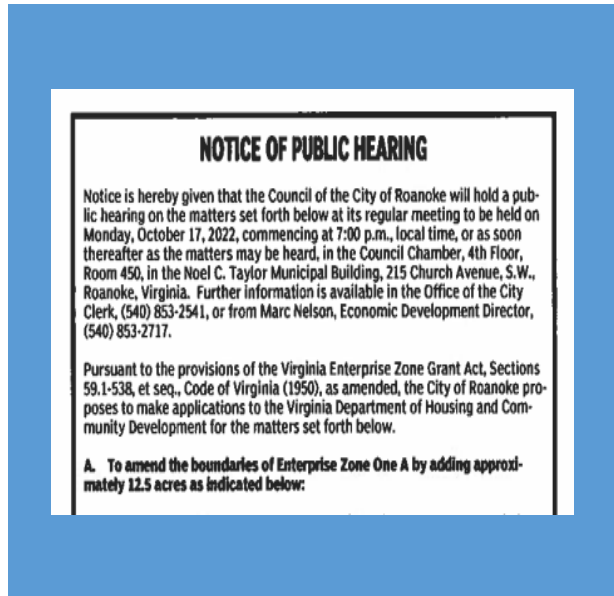 NOTICE OF PUBLIC HEARING
Notice is hereby given that the Council of the City of Roanoke will hold a pub-
lic hearing on the matters set forth below at its regular meeting to be held on
Monday, October 17, 2022, commencing at 7:00 p.m., local time, or as soon
thereafter as the matters may be heard, in the Council Chamber, 4th Floor,
Room 450, in the Noel C. Taylor Municipal Building, 215 Church Avenue, S.W.,
Roanoke, Virginia. Further information is available in the Office of the City
Clerk, (540) 853-2541, or from Marc Nelson, Economic Development Director,
(540) 853-2717.
Pursuant to the provisions of the Virginia Enterprise Zone Grant Act, Sections
59.1-538, et seq., Code of Virginia (1950), as amended, the City of Roanoke pro-
poses to make applications to the Virginia Department of Housing and Com-
munity Development for the matters set forth below.
A. To amend the boundaries of Enterprise Zone One A by adding approxi-
mately 12.5 acres as indicated below: